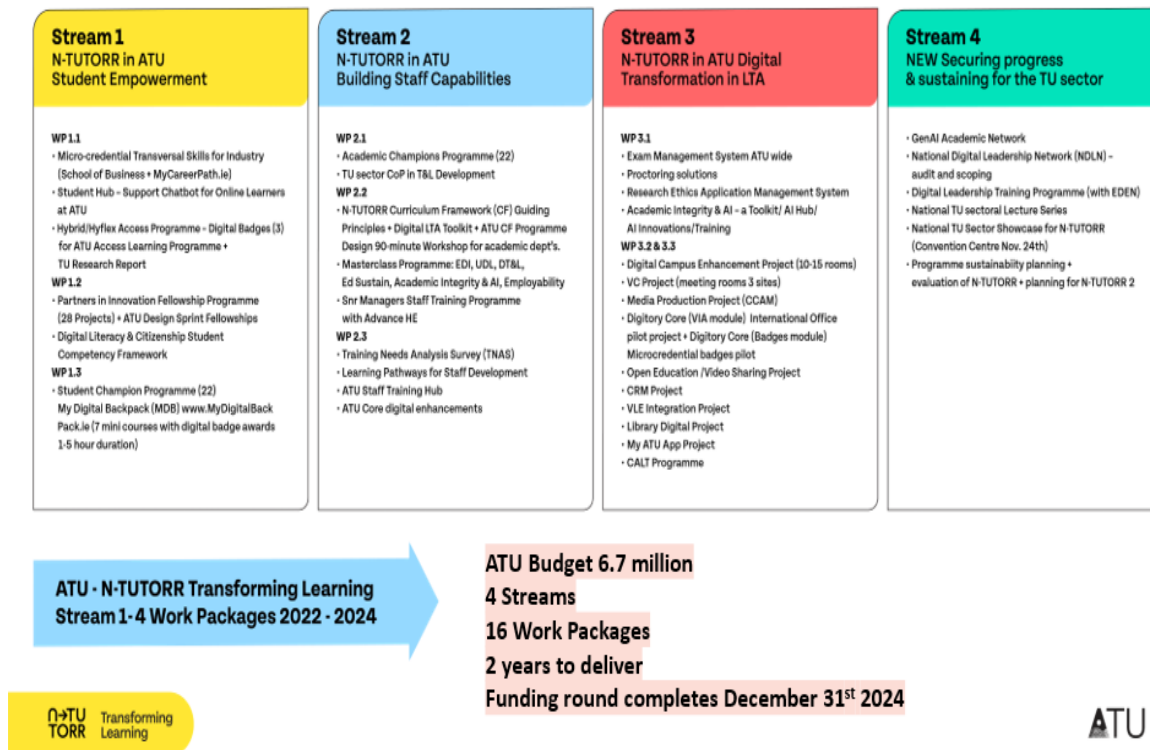 Stream 1
N-TUTORR in ATU
Student Empowerment
WP 1.1
• Micro-credential Transversal Skills for Industry
(School of Business + MyCareerPath.ie)
• Student Hub – Support Chatbot for Online Learners
at ATU
• Hybrid/Hyflex Access Programme – Digital Badges (3)
for ATU Access Learning Programme +
TU Research Report
WP 1.2
• Partners in Innovation Fellowship Programme
(28 Projects) + ATU Design Sprint Fellowships
• Digital Literacy & Citizenship Student
Competency Framework
WP 1.3
• Student Champion Programme (22)
My Digital Backpack (MDB) www.MyDigitalBack
Pack.ie (7 mini courses with digital badge awards
1-5 hour duration)
Stream 2
N-TUTORR in ATU
Building Staff Capabilities
WP 2.1
• Academic Champions Programme (22)
• TU sector CoP in T&L Development
WP 2.2
• N-TUTORR Curriculum Framework (CF) Guiding
Principles + Digital LTA Toolkit + ATU CF Programme
Design 90-minute Workshop for academic dept's.
• Masterclass Programme: EDI, UDL, DT&L,
Ed Sustain, Academic Integrity & AI, Employability
• Snr Managers Staff Training Programme
with Advance HE
WP 2.3
• Training Needs Analysis Survey (TNAS)
• Learning Pathways for Staff Development
• ATU Staff Training Hub
• ATU Core digital enhancements
Stream 3
N-TUTORR in ATU Digital
Transformation in LTA
WP 3.1
• Exam Management System ATU wide
• Proctoring solutions
• Research Ethics Application Management System
• Academic Integrity & AI – a Toolkit/ AI Hub/
AI Innovations/Training
WP 3.2 & 3.3
• Digital Campus Enhancement Project (10-15 rooms)
• VC Project (meeting rooms 3 sites)
• Media Production Project (CCAM)
• Digitory Core (VIA module) International Office
pilot project + Digitory Core (Badges module)
Microcredential badges pilot
• Open Education /Video Sharing Project
• CRM Project
• VLE Integration Project
• Library Digital Project
• My ATU App Project
• CALT Programme
Stream 4
NEW Securing progress
& sustaining for the TU sector
• GenAI Academic Network
• National Digital Leadership Network (NDLN) –
audit and scoping
• Digital Leadership Training Programme (with EDEN)
• National TU sectoral Lecture Series
• National TU Sector Showcase for N-TUTORR
(Convention Centre Nov. 24th)
• Programme sustainabiity planning +
evaluation of N-TUTORR + planning for N-TUTORR 2
ATU - N-TUTORR Transforming Learning
Stream 1- 4 Work Packages 2022 - 2024
ATU Budget 6.7 million
4 Streams
16 Work Packages
2 years to deliver
Funding round completes December 31st 2024
N→TU
TORR
Transforming
Learning
ATU